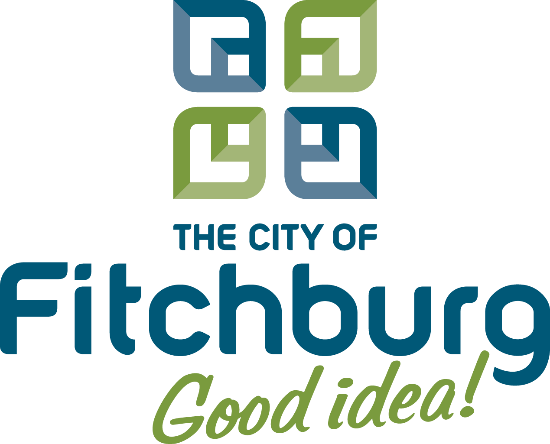 THE CITY OF
Fitchburg
Good idea!